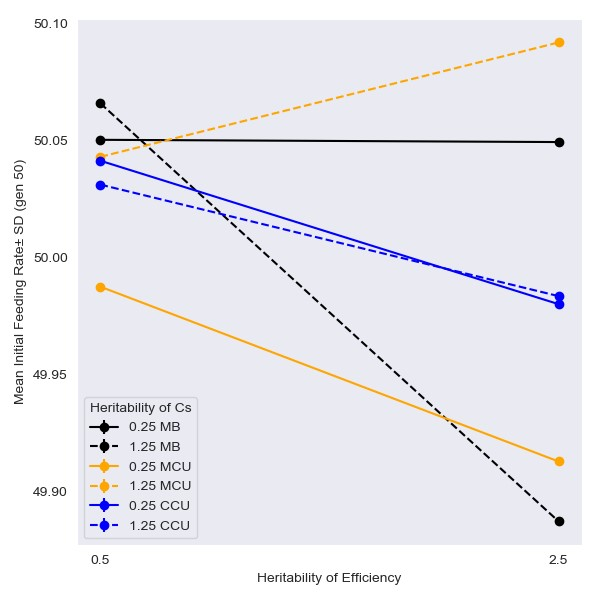 50.10
50.05
50.00
49.95
49.90
Mean Initial Feeding Rate± SD (gen 50)
Heritability of Cs
0.25 MB
1.25 MB
0.25 MCU
1.25 MCU
0.25 CCU
1.25 CCU
0.5 2.5
Heritability of Efficiency